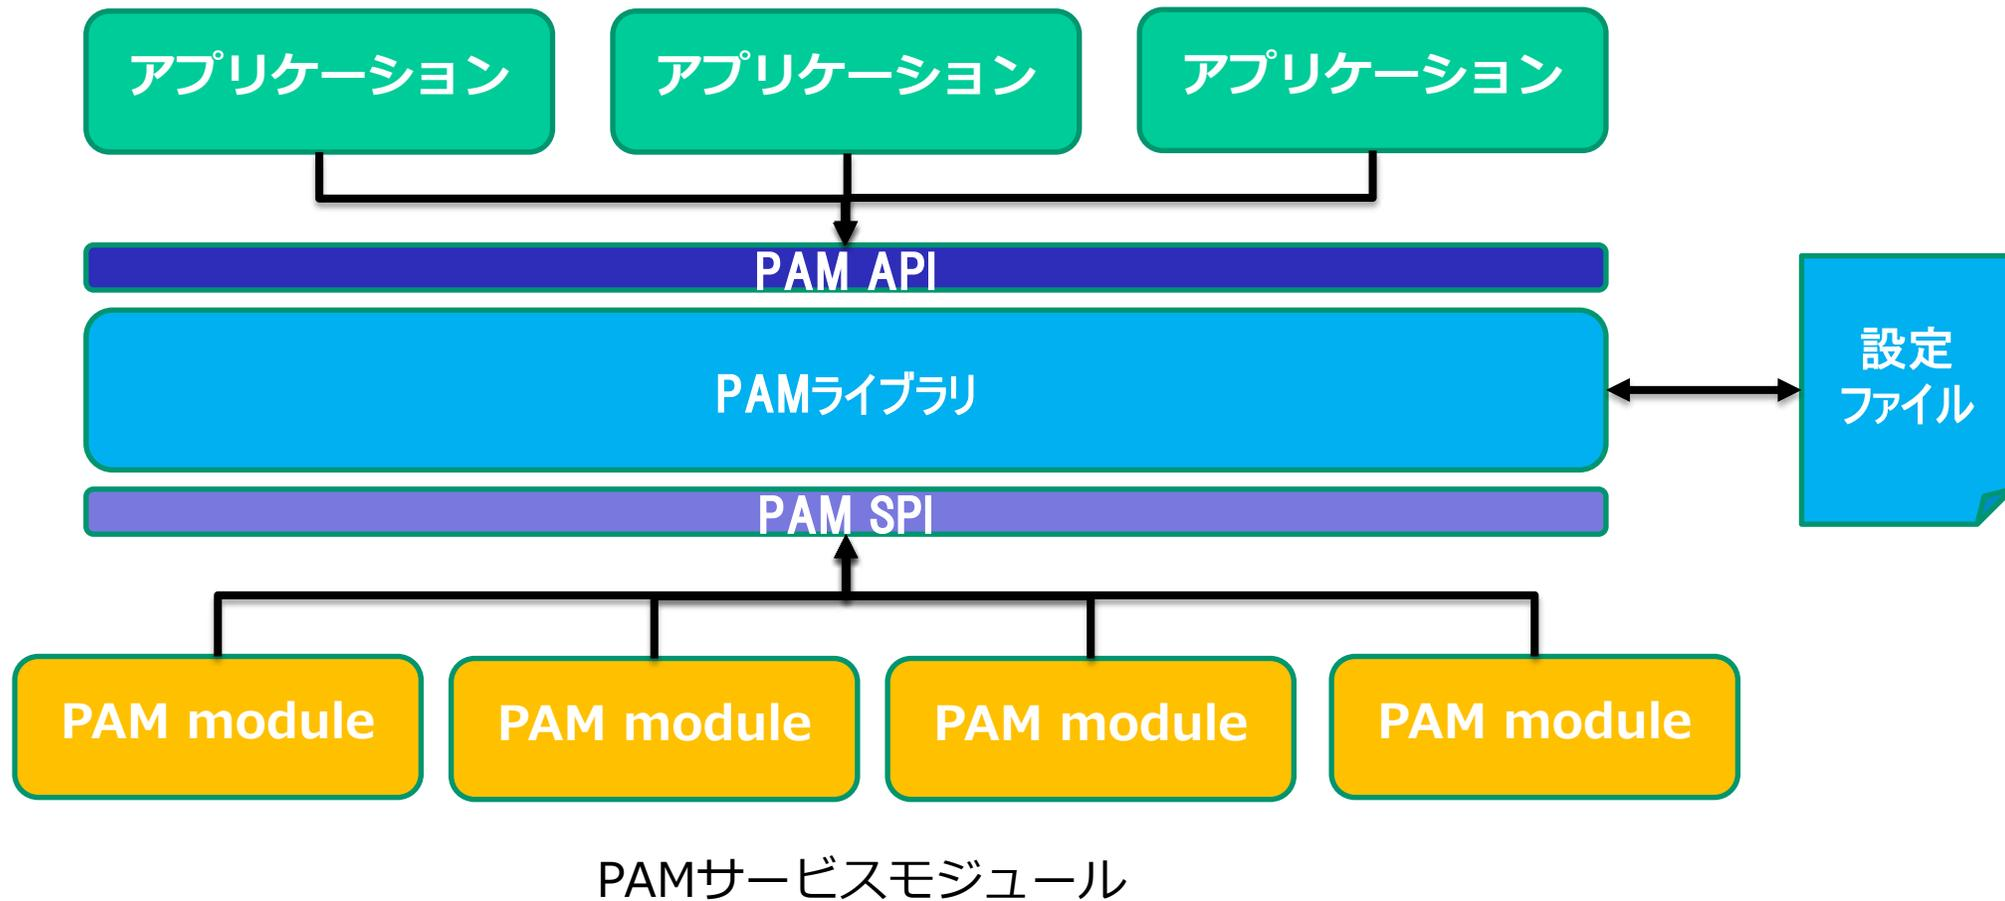 アプリケーション
アプリケーション
アプリケーション
PAM API
PAMライブラリ
設定
ファイル
PAM SPI
PAM module
PAM module
PAM module
PAM module
PAMサービスモジュール